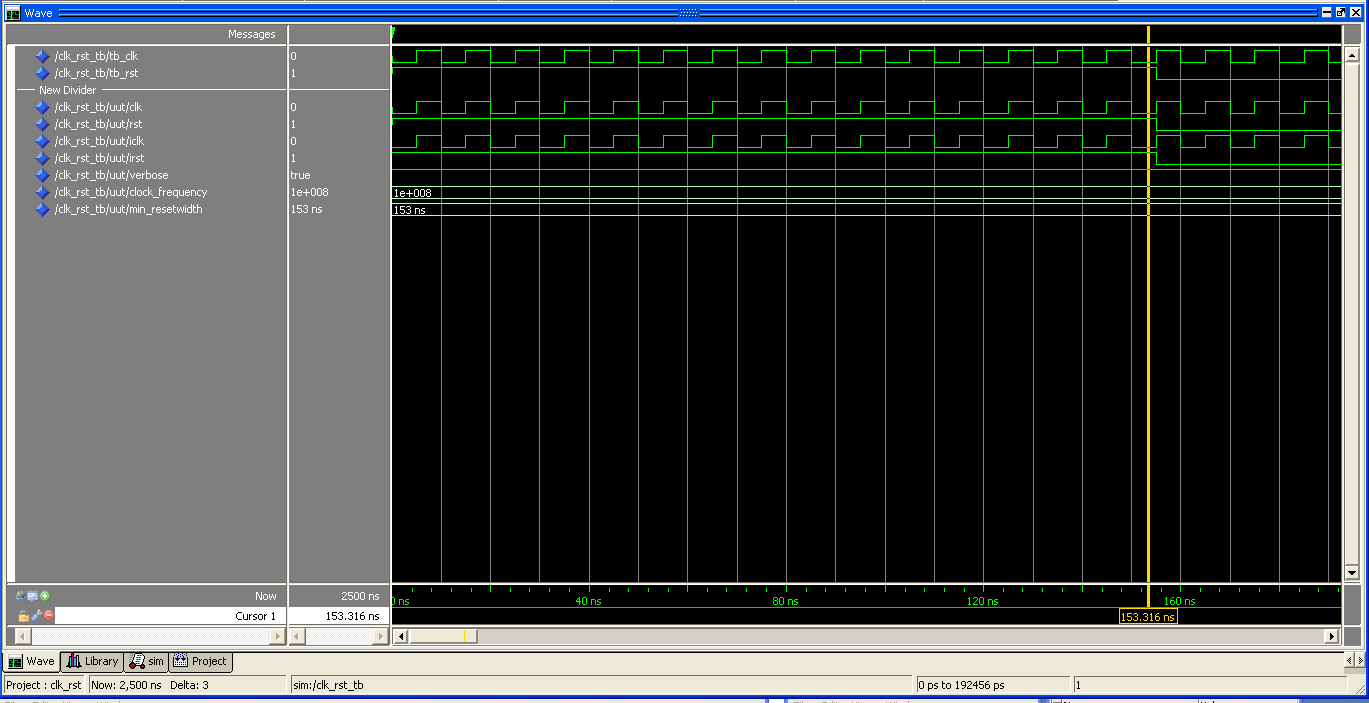 Wave
Messages
/clk_rst_tb/tb_clk 0
/clk_rst_tb/tb_rst 1
New Divider
/clk_rst_tb/uut/clk 0
/clk_rst_tb/uut/rst 1
/clk_rst_tb/uut/iclk 0
/clk_rst_tb/uut/irst 1
/clk_rst_tb/uut/verbose true
/clk_rst_tb/uut/clock_frequency 1e+008 1e+008
/clk_rst_tb/uut/min_resetwidth 153 ns 153 ns
Now 2500 ns 0 ns 40 ns 80 ns 120 ns 160 ns
Cursor 1 153.316 ns 153.316 ns
Wave Library sim Project
Project : clk_rst Now: 2,500 ns Delta: 3 sim:/clk_rst_tb 0 ps to 192456 ps 1